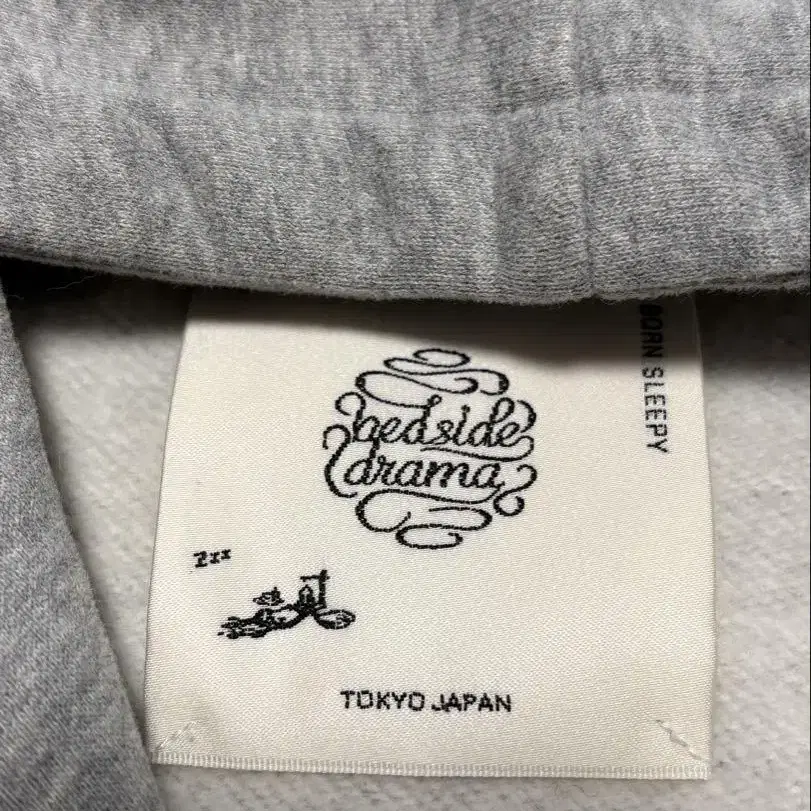 BORN SLEEPY
bedside
drama
zzz
TOKYO JAPAN